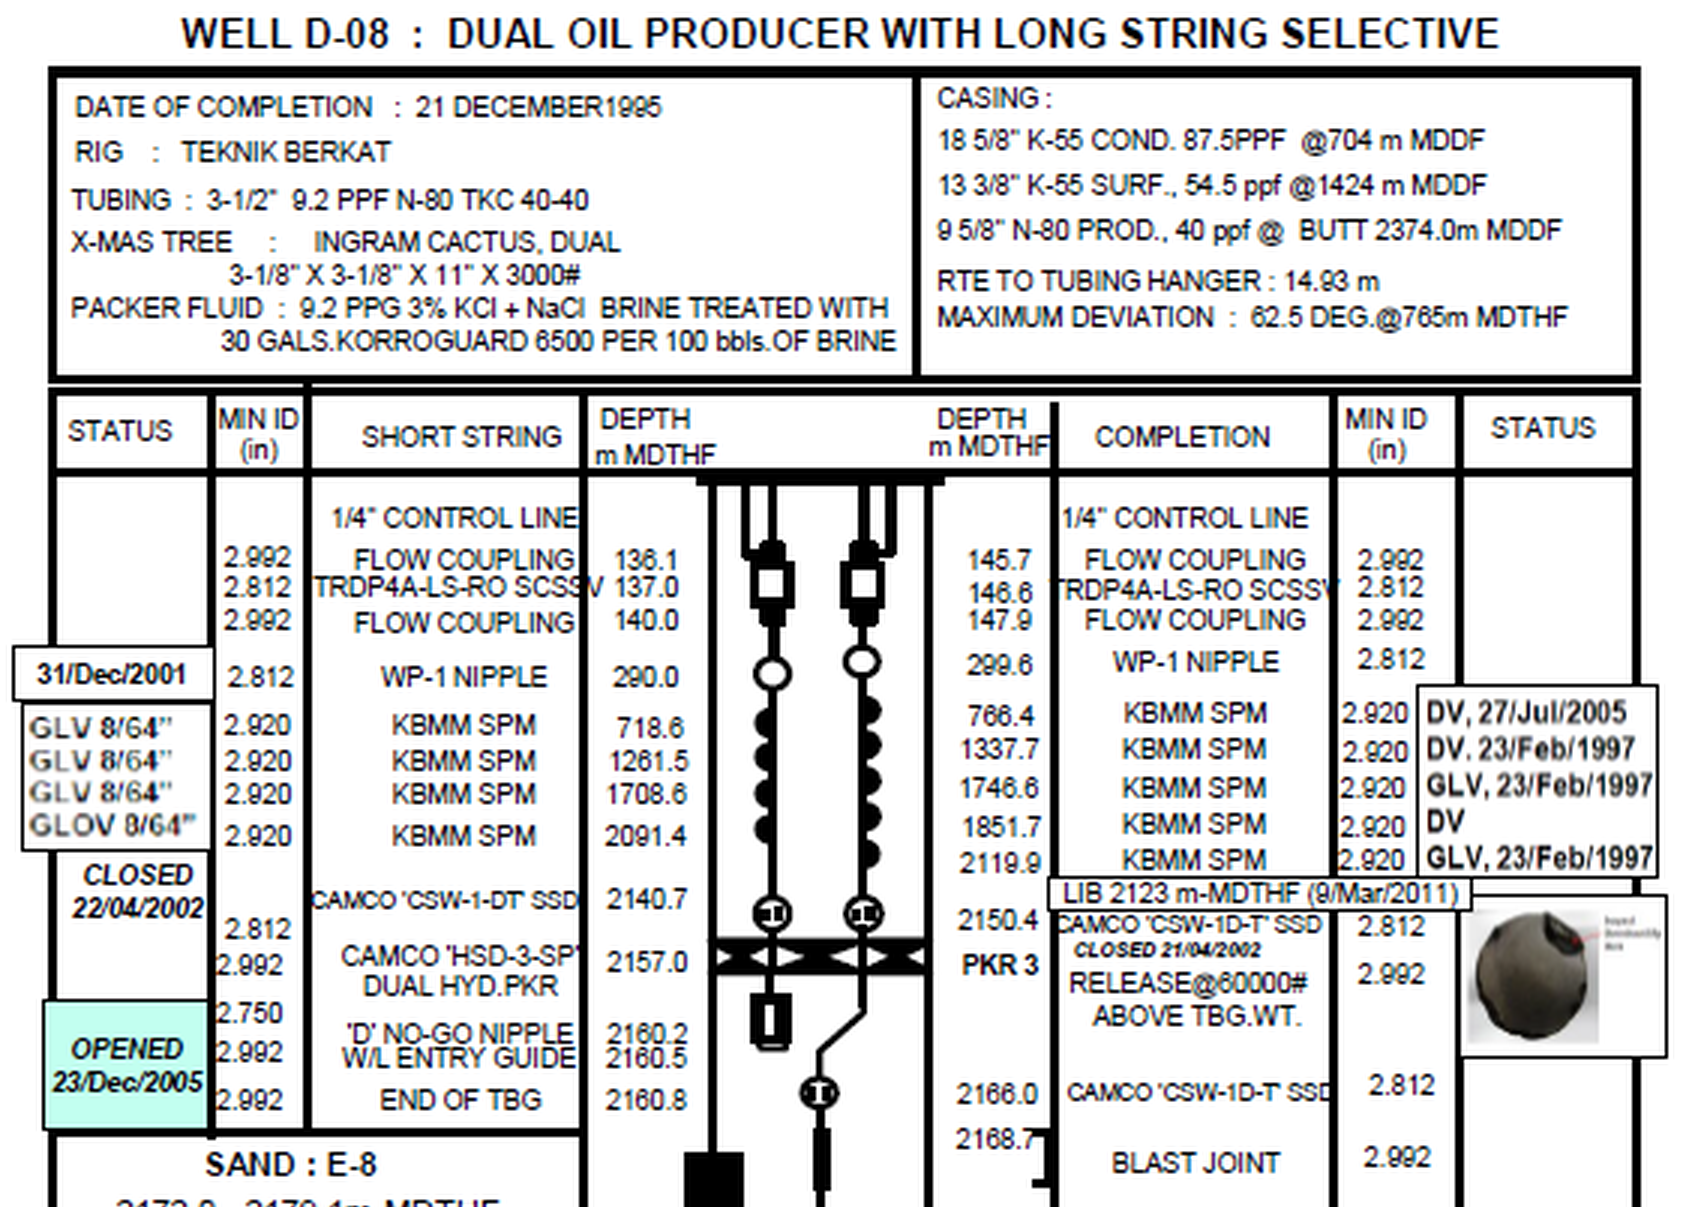 WELL D-08 : DUAL OIL PRODUCER WITH LONG STRING SELECTIVE
DATE OF COMPLETION : 21 DECEMBER1995
RIG : TEKNIK BERKAT
TUBING : 3-1/2" 9.2 PPF N-80 TKC 40-40
X-MAS TREE : INGRAM CACTUS, DUAL
3-1/8" X 3-1/8" X 11" X 3000#
PACKER FLUID : 9.2 PPG 3% KCl + NaCl BRINE TREATED WITH
30 GALS.KORROGUARD 6500 PER 100 bbls.OF BRINE
CASING :
18 5/8" K-55 COND. 87.5PPF @704 m MDDF
13 3/8" K-55 SURF., 54.5 ppf @1424 m MDDF
9 5/8" N-80 PROD., 40 ppf @ BUTT 2374.0m MDDF
RTE TO TUBING HANGER : 14.93 m
MAXIMUM DEVIATION : 62.5 DEG.@765m MDTHF
STATUS MIN ID (in) SHORT STRING DEPTH m MDTHF DEPTH m MDTHF COMPLETION MIN ID (in) STATUS
1/4" CONTROL LINE 1/4" CONTROL LINE
2.992 FLOW COUPLING 136.1 145.7 FLOW COUPLING 2.992
2.812 TRDP4A-LS-RO SCSSV 137.0 146.6 TRDP4A-LS-RO SCSSV 2.812
2.992 FLOW COUPLING 140.0 147.9 FLOW COUPLING 2.992
31/Dec/2001 2.812 WP-1 NIPPLE 290.0 299.6 WP-1 NIPPLE 2.812
GLV 8/64" 2.920 KBMM SPM 718.6 766.4 KBMM SPM 2.920 DV, 27/Jul/2005
GLV 8/64" 2.920 KBMM SPM 1261.5 1337.7 KBMM SPM 2.920 DV. 23/Feb/1997
GLV 8/64" 2.920 KBMM SPM 1708.6 1746.6 KBMM SPM 2.920 GLV, 23/Feb/1997
GLOV 8/64" 2.920 KBMM SPM 2091.4 1851.7 KBMM SPM 2.920 DV
2119.9 KBMM SPM 2.920 GLV, 23/Feb/1997
LIB 2123 m-MDTHF (9/Mar/2011)
CLOSED
22/04/2002
CAMCO 'CSW-1-DT' SSD 2140.7
2.812
2150.4 CAMCO 'CSW-1D-T' SSD 2.812
CLOSED 21/04/2002
2.992 CAMCO 'HSD-3-SP' 2157.0 PKR 3
DUAL HYD.PKR
RELEASE@60000# 2.992
ABOVE TBG.WT.
2.750 'D' NO-GO NIPPLE 2160.2
OPENED
23/Dec/2005
2.992 W/L ENTRY GUIDE 2160.5
2.992 END OF TBG 2160.8
2166.0 CAMCO 'CSW-1D-T' SSD 2.812
2168.7
BLAST JOINT 2.992
SAND : E-8